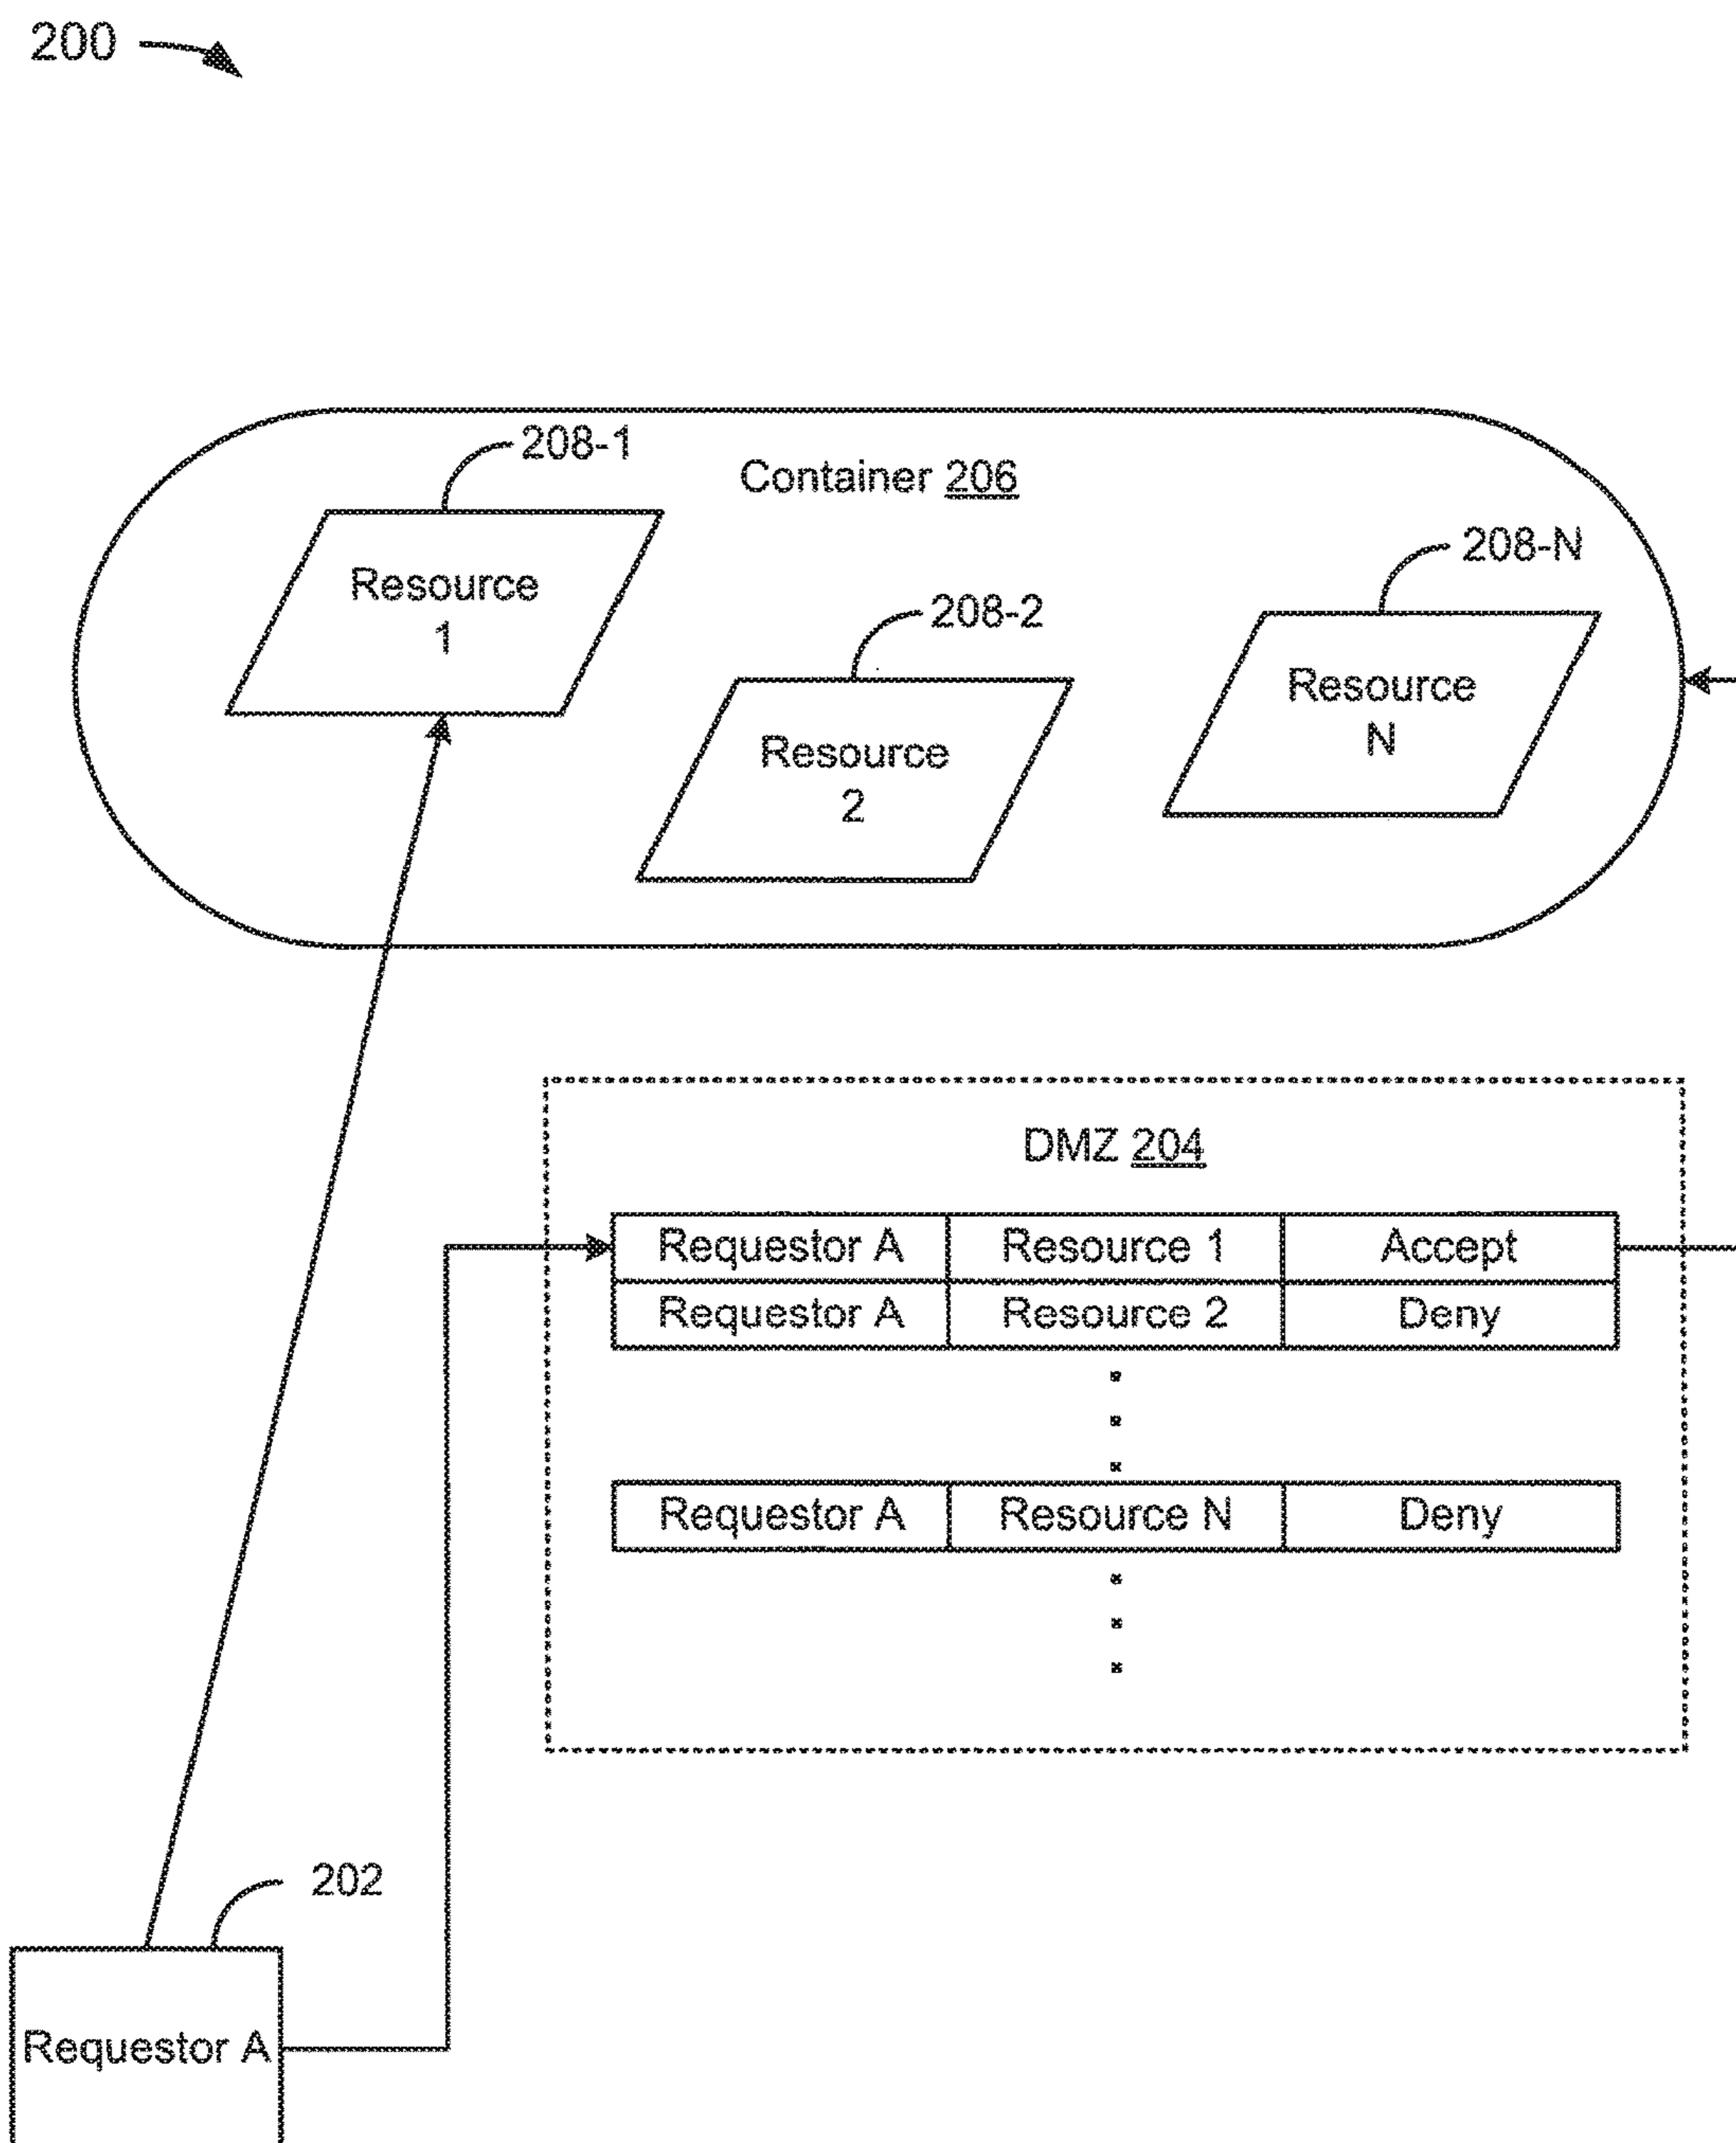 200
208-1
Container 206
208-N
Resource
1
208-2
Resource
N
Resource
2
DMZ 204
Requestor A Resource 1 Accept
Requestor A Resource 2 Deny
Requestor A Resource N Deny
202
Requestor A